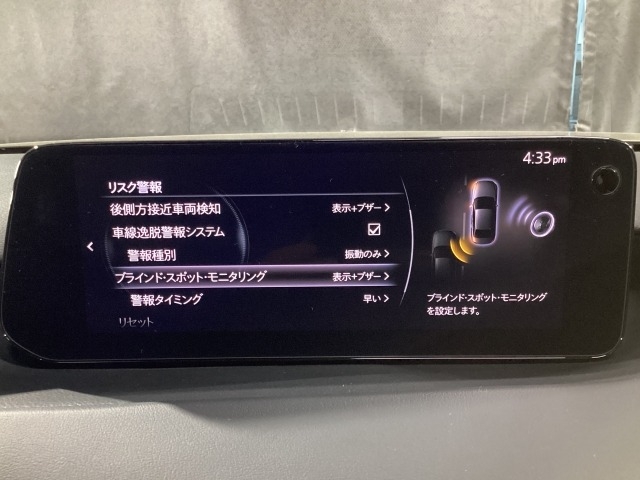 4:33pm
リスク警報
後側方接近車両検知 表示+ブザー
車線逸脱警報システム
警報種別 振動のみ
ブラインド・スポット・モニタリング 表示+ブザー
警報タイミング 早い
リセット
ブラインド・スポット・モニタリング
を設定します。